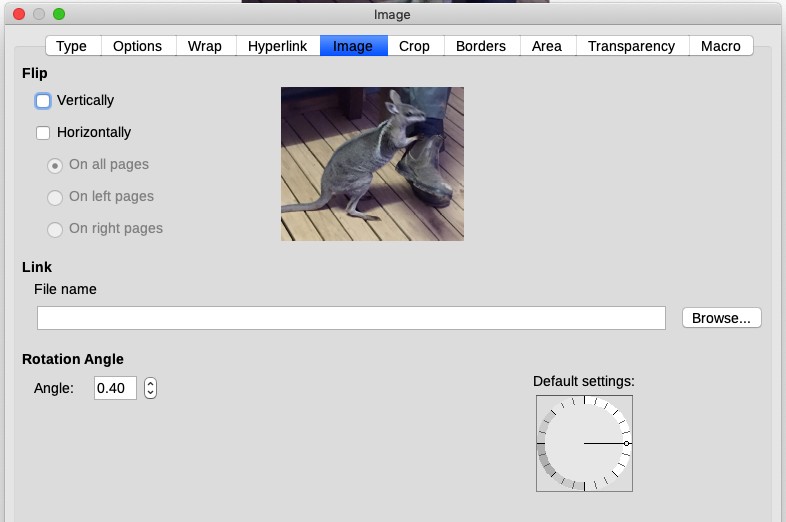 Image
Type Options Wrap Hyperlink Image Crop Borders Area Transparency Macro
Flip
Vertically
Horizontally
On all pages
On left pages
On right pages
Link
File name
Browse...
Rotation Angle
Angle: 0.40
Default settings: